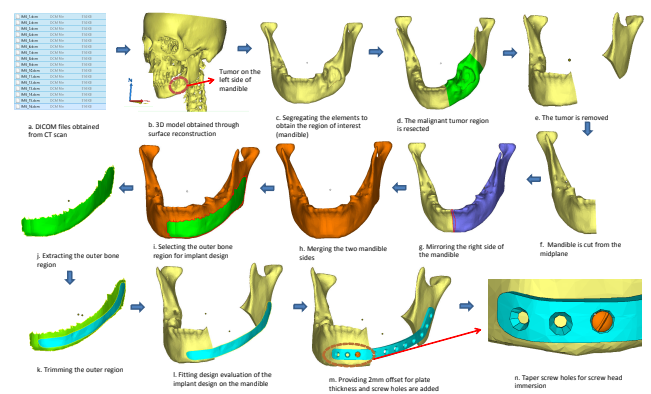 Tumor on the
left side of
mandible
a. DICOM files obtained
from CT scan
b. 3D model obtained through
surface reconstruction
c. Segregating the elements to
obtain the region of interest
(mandible)
d. The malignant tumor region
is resected
e. The tumor is removed
j. Extracting the outer bone
region
i. Selecting the outer bone
region for implant design
h. Merging the two mandible
sides
g. Mirroring the right side of
the mandible
f. Mandible is cut from the
midplane
k. Trimming the outer region
l. Fitting design evaluation of the
implant design on the mandible
m. Providing 2mm offset for plate
thickness and screw holes are added
n. Taper screw holes for screw head
immersion